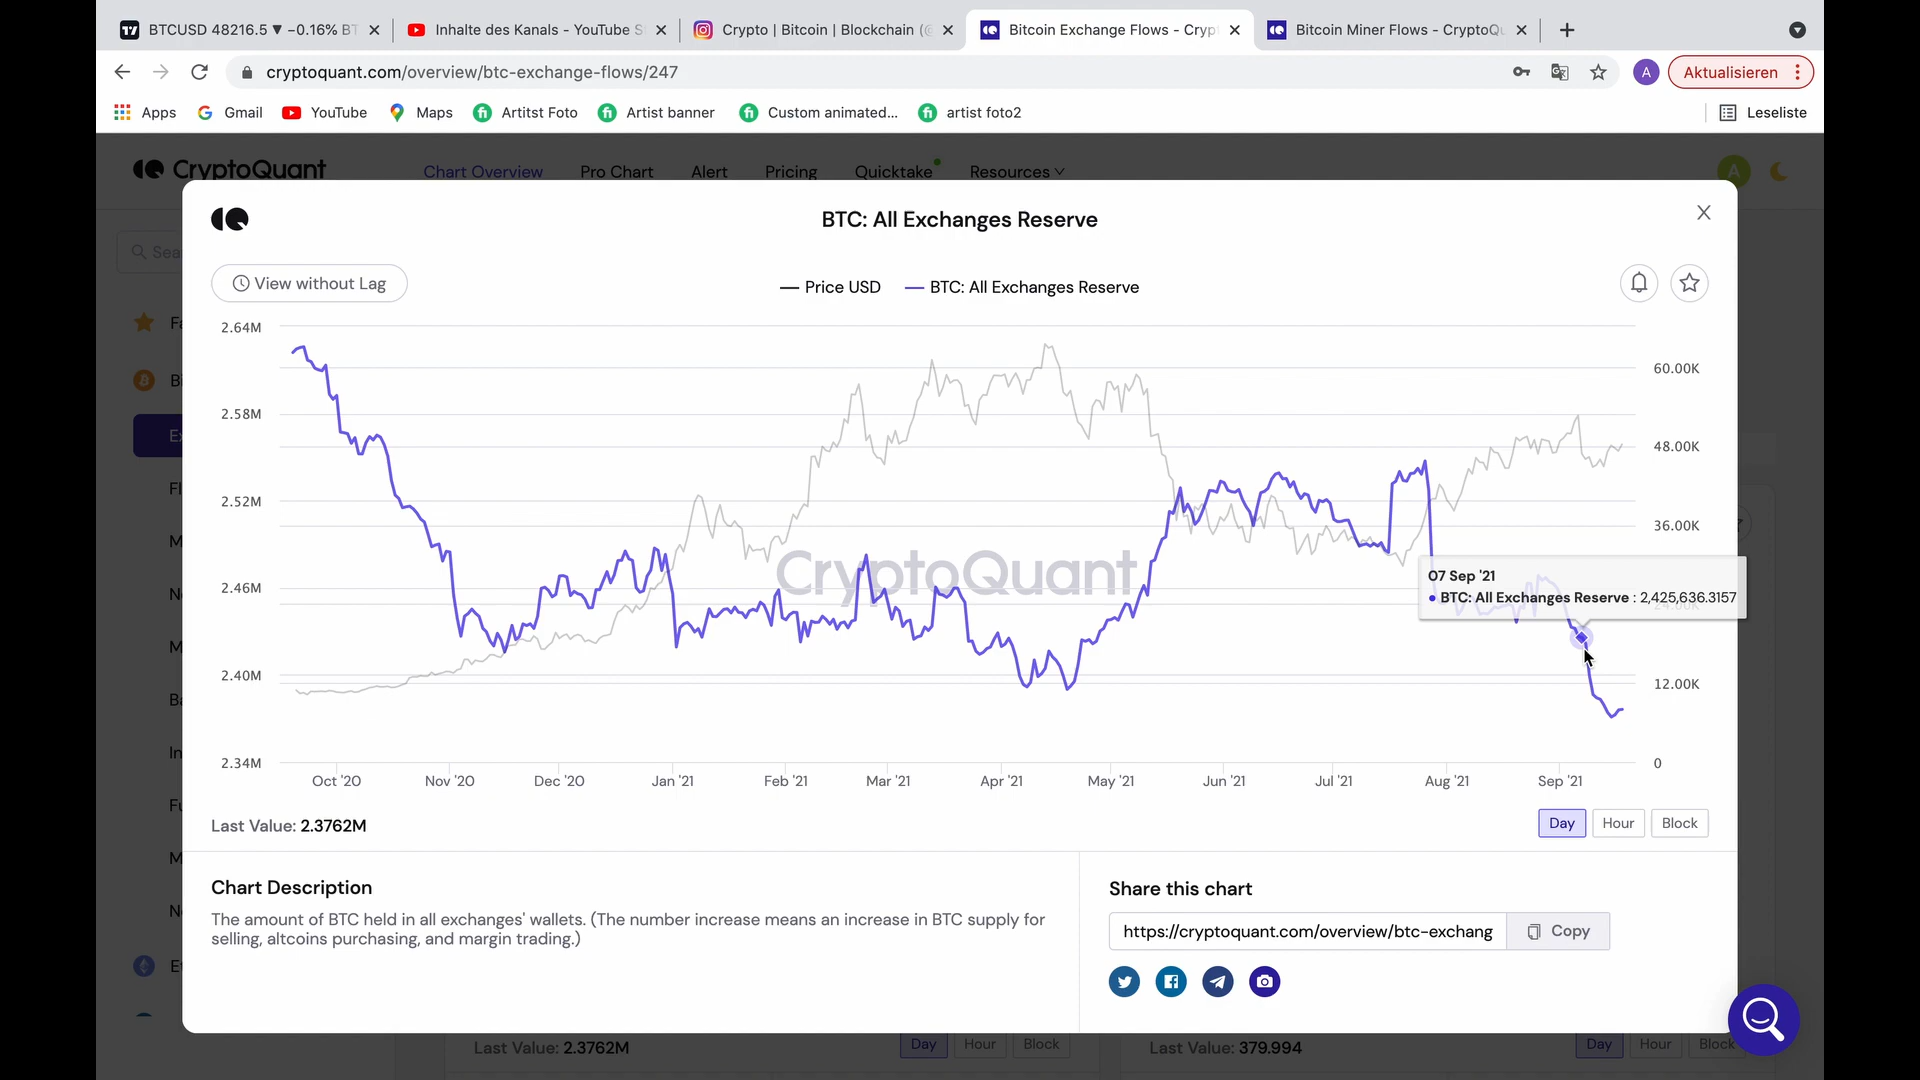 BTCUSD 48216.5 ▼ −0.16% BT
Inhalte des Kanals - YouTube S
Crypto | Bitcoin | Blockchain (@
Bitcoin Exchange Flows - Cryp
Bitcoin Miner Flows - CryptoQu
cryptoquant.com/overview/btc-exchange-flows/247
A
Aktualisieren
Apps
Gmail
YouTube
Maps
Artitst Foto
Artist banner
Custom animated...
artist foto2
Leseliste
CryptoQuant
Chart Overview
Pro Chart
Alert
Pricing
Quicktake
Resources
A
BTC: All Exchanges Reserve
Sea
View without Lag
Price USD
BTC: All Exchanges Reserve
2.64M
2.58M
2.52M
2.46M
2.40M
2.34M
60.00K
48.00K
36.00K
24.00K
12.00K
0
CryptoQuant
07 Sep '21
BTC: All Exchanges Reserve : 2,425,636.3157
Oct '20
Nov '20
Dec '20
Jan '21
Feb '21
Mar '21
Apr '21
May '21
Jun '21
Jul '21
Aug '21
Sep '21
Last Value: 2.3762M
Day
Hour
Block
Chart Description
The amount of BTC held in all exchanges' wallets. (The number increase means an increase in BTC supply for
selling, altcoins purchasing, and margin trading.)
Share this chart
https://cryptoquant.com/overview/btc-exchang
Copy
Last Value: 2.3762M
Day
Hour
Block
Last Value: 379.994
Day
Hour
Block